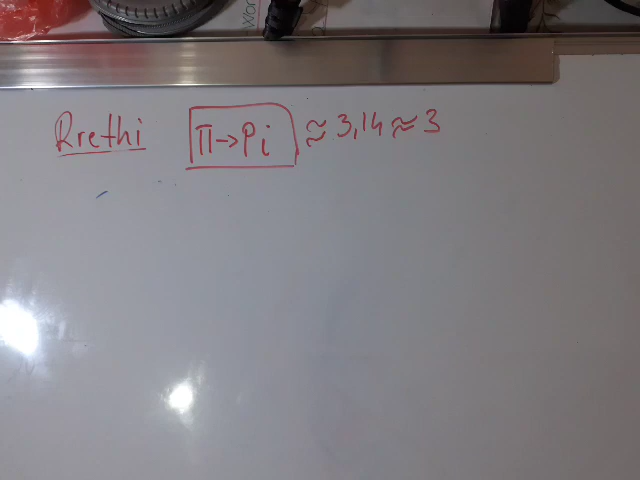 Rrethi π→Pi ≈ 3,14 ≈ 3